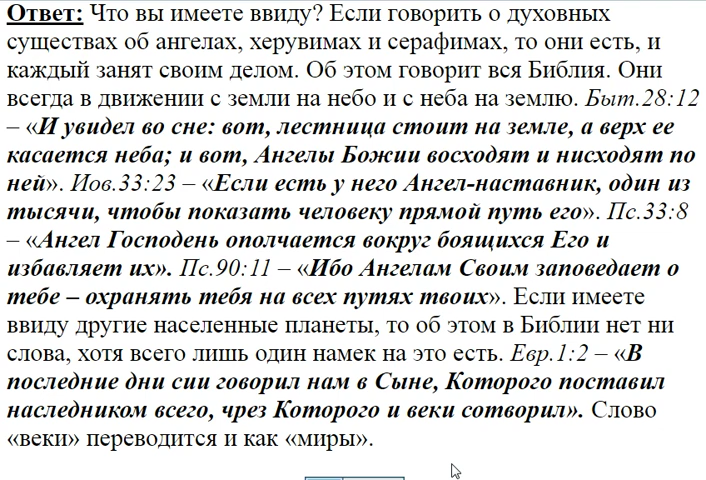 Ответ: Что вы имеете ввиду? Если говорить о духовных
существах об ангелах, херувимах и серафимах, то они есть, и
каждый занят своим делом. Об этом говорит вся Библия. Они
всегда в движении с земли на небо и с неба на землю. Быт.28:12
– «И увидел во сне: вот, лестница стоит на земле, а верх ее
касается неба; и вот, Ангелы Божии восходят и нисходят по
ней». Иов.33:23 – «Если есть у него Ангел-наставник, один из
тысячи, чтобы показать человеку прямой путь его». Пс.33:8
– «Ангел Господень ополчается вокруг боящихся Его и
избавляет их». Пс.90:11 – «Ибо Ангелам Своим заповедает о
тебе – охранять тебя на всех путях твоих». Если имеете
ввиду другие населенные планеты, то об этом в Библии нет ни
слова, хотя всего лишь один намек на это есть. Евр.1:2 – «В
последние дни сии говорил нам в Сыне, Которого поставил
наследником всего, чрез Которого и веки сотворил». Слово
«веки» переводится и как «миры».